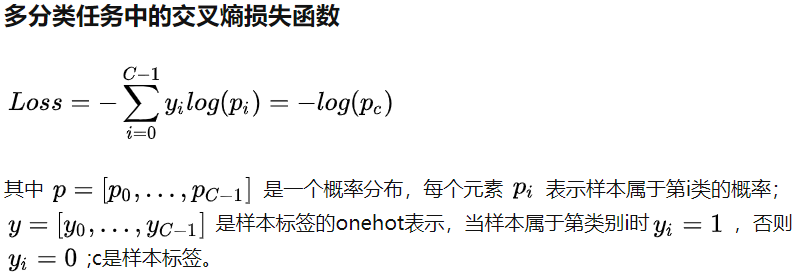 多分类任务中的交叉熵损失函数
Loss = -\sum_{i=0}^{C-1} y_i log(p_i) = -log(p_c)
其中 p = [p_0, ..., p_{C-1}] 是一个概率分布，每个元素 p_i 表示样本属于第i类的概率；
y = [y_0, ..., y_{C-1}] 是样本标签的onehot表示，当样本属于第类别i时 y_i = 1 ，否则
y_i = 0 ;c是样本标签。